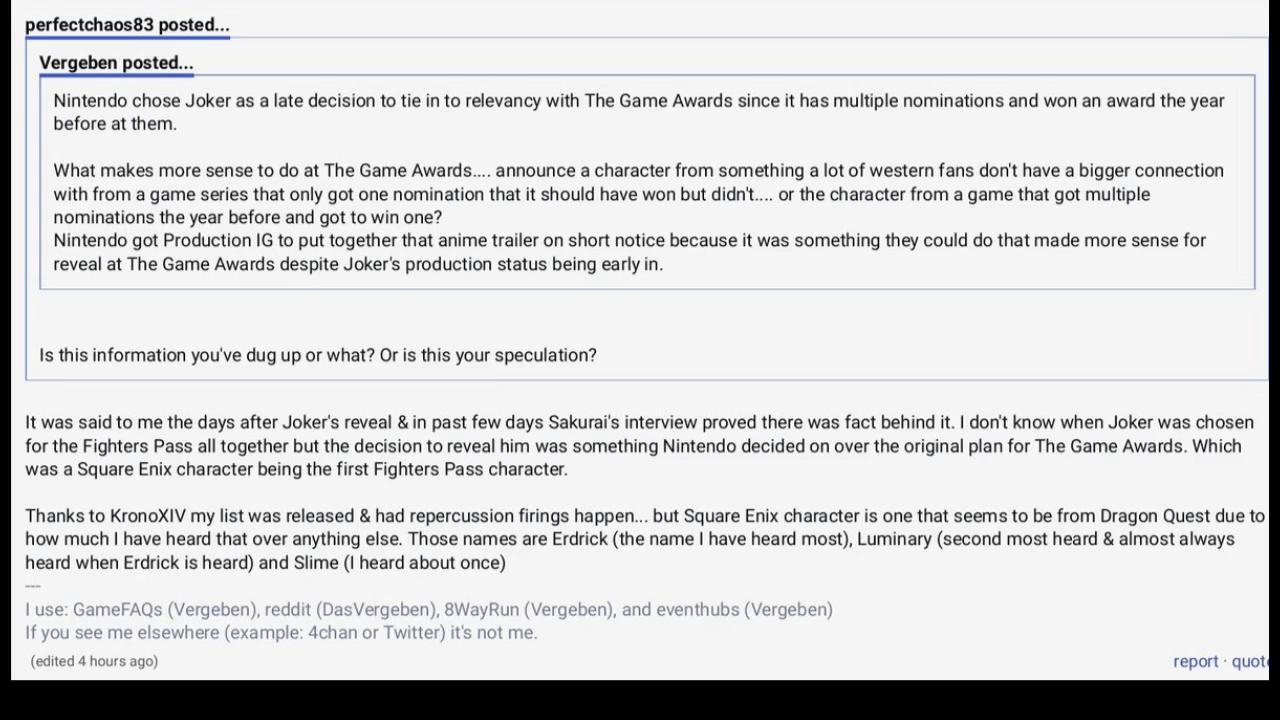 perfectchaos83 posted...
Vergeben posted...
Nintendo chose Joker as a late decision to tie in to relevancy with The Game Awards since it has multiple nominations and won an award the year
before at them.
What makes more sense to do at The Game Awards.... announce a character from something a lot of western fans don't have a bigger connection
with from a game series that only got one nomination that it should have won but didn't.... or the character from a game that got multiple
nominations the year before and got to win one?
Nintendo got Production IG to put together that anime trailer on short notice because it was something they could do that made more sense for
reveal at The Game Awards despite Joker's production status being early in.
Is this information you've dug up or what? Or is this your speculation?
It was said to me the days after Joker's reveal & in past few days Sakurai's interview proved there was fact behind it. I don't know when Joker was chosen
for the Fighters Pass all together but the decision to reveal him was something Nintendo decided on over the original plan for The Game Awards. Which
was a Square Enix character being the first Fighters Pass character.
Thanks to KronoXIV my list was released & had repercussion firings happen... but Square Enix character is one that seems to be from Dragon Quest due to
how much I have heard that over anything else. Those names are Erdrick (the name I have heard most), Luminary (second most heard & almost always
heard when Erdrick is heard) and Slime (I heard about once)
---
I use: GameFAQs (Vergeben), reddit (DasVergeben), 8WayRun (Vergeben), and eventhubs (Vergeben)
If you see me elsewhere (example: 4chan or Twitter) it's not me.
(edited 4 hours ago) report · quote